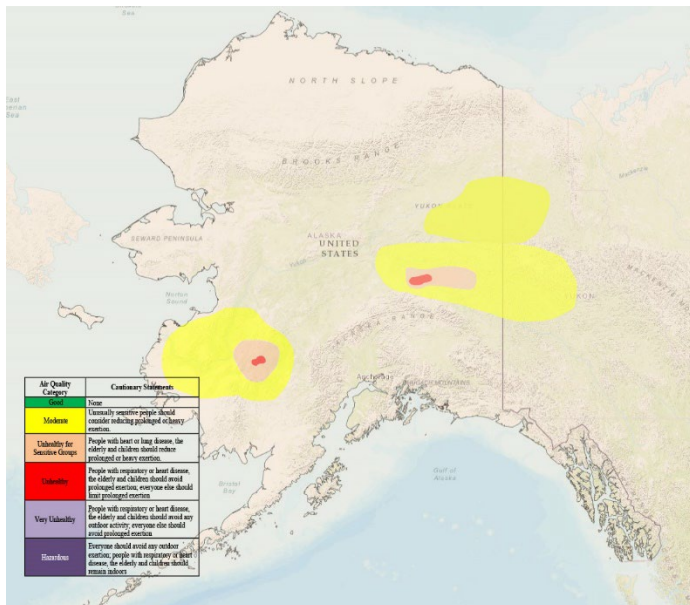 NORTH SLOPE
BROOKS RANGE
SEWARD PENINSULA
ALASKA
UNITED
STATES
YUKON
Yukon
Mackenzie
YUKON
Norton
Sound
Anchorage
Bristol
Bay
Gulf of
Alaska
Air Quality
Category
Cautionary Statements
Good
None
Moderate
Unusually sensitive people should
consider reducing prolonged or heavy
exertion.
Unhealthy for
Sensitive Groups
People with heart or lung disease, the
elderly and children should reduce
prolonged or heavy exertion.
Unhealthy
People with respiratory or heart disease,
the elderly and children should avoid
prolonged exertion; everyone else should
limit prolonged exertion
Very Unhealthy
People with respiratory or heart disease,
the elderly and children should avoid any
outdoor activity; everyone else should
avoid prolonged exertion
Hazardous
Everyone should avoid any outdoor
exertion; people with respiratory or heart
disease, the elderly and children should
remain indoors